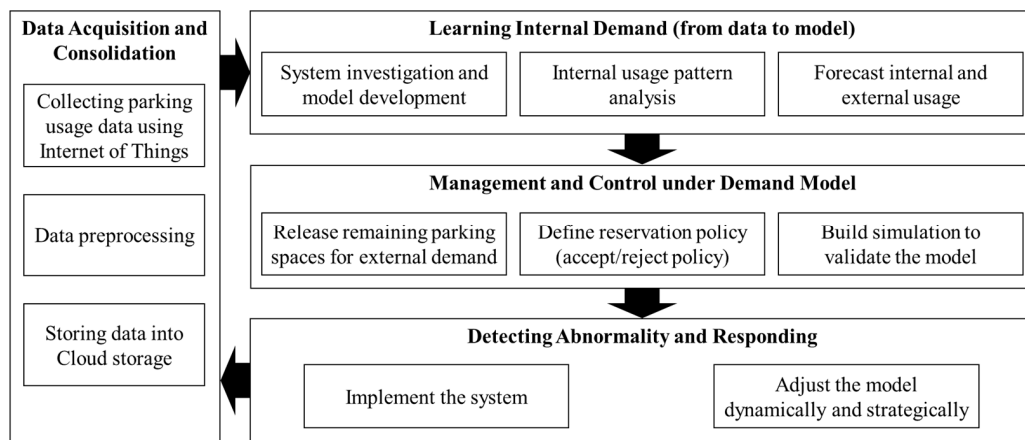 Data Acquisition and
Consolidation
Collecting parking
usage data using
Internet of Things
Data preprocessing
Storing data into
Cloud storage
Learning Internal Demand (from data to model)
System investigation and
model development
Internal usage pattern
analysis
Forecast internal and
external usage
Management and Control under Demand Model
Release remaining parking
spaces for external demand
Define reservation policy
(accept/reject policy)
Build simulation to
validate the model
Detecting Abnormality and Responding
Implement the system
Adjust the model
dynamically and strategically